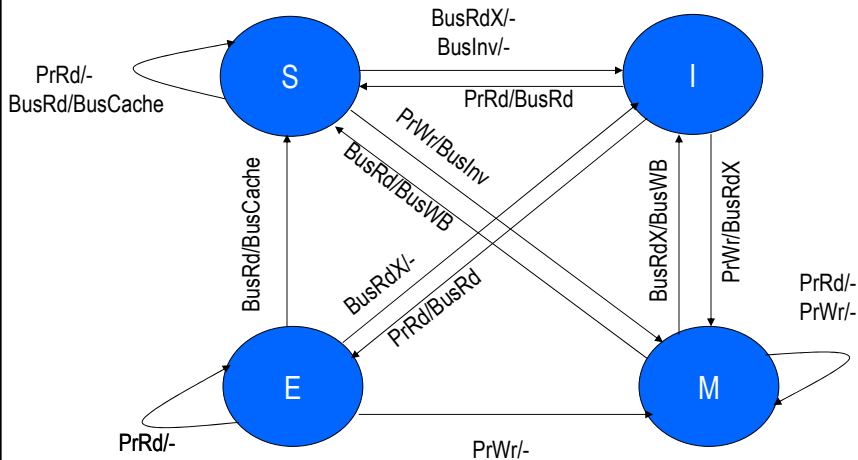 BusRdX/-
BusInv/-
PrRd/-
BusRd/BusCache
S
I
PrRd/BusRd
PrWr/BusInv
BusRd/BusWB
BusRd/BusCache
BusRdX/-
PrRd/BusRd
BusRdX/BusWB
PrWr/BusRdX
PrRd/-
PrWr/-
E
M
PrRd/-
PrWr/-